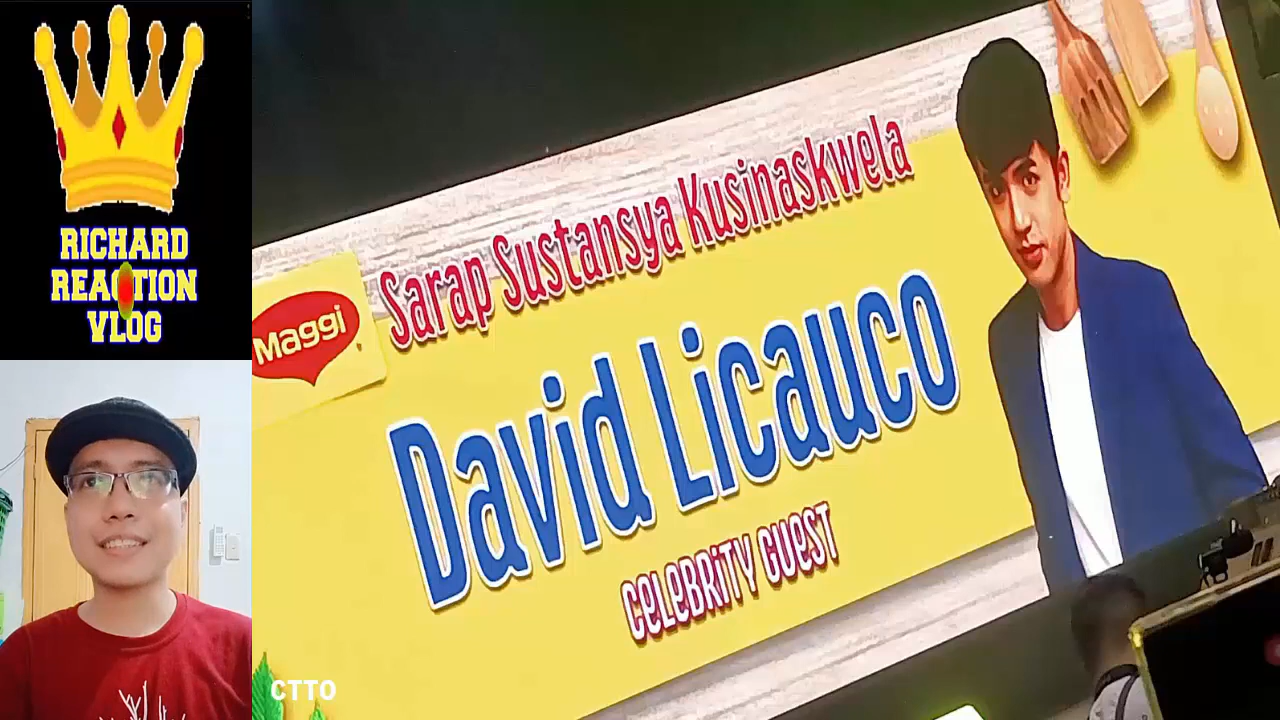 RICHARD
REACTION
VLOG
Maggi
Sarap Sustansya Kusinaskwela
David Licauco
CELEBRITY GUEST
CTTO